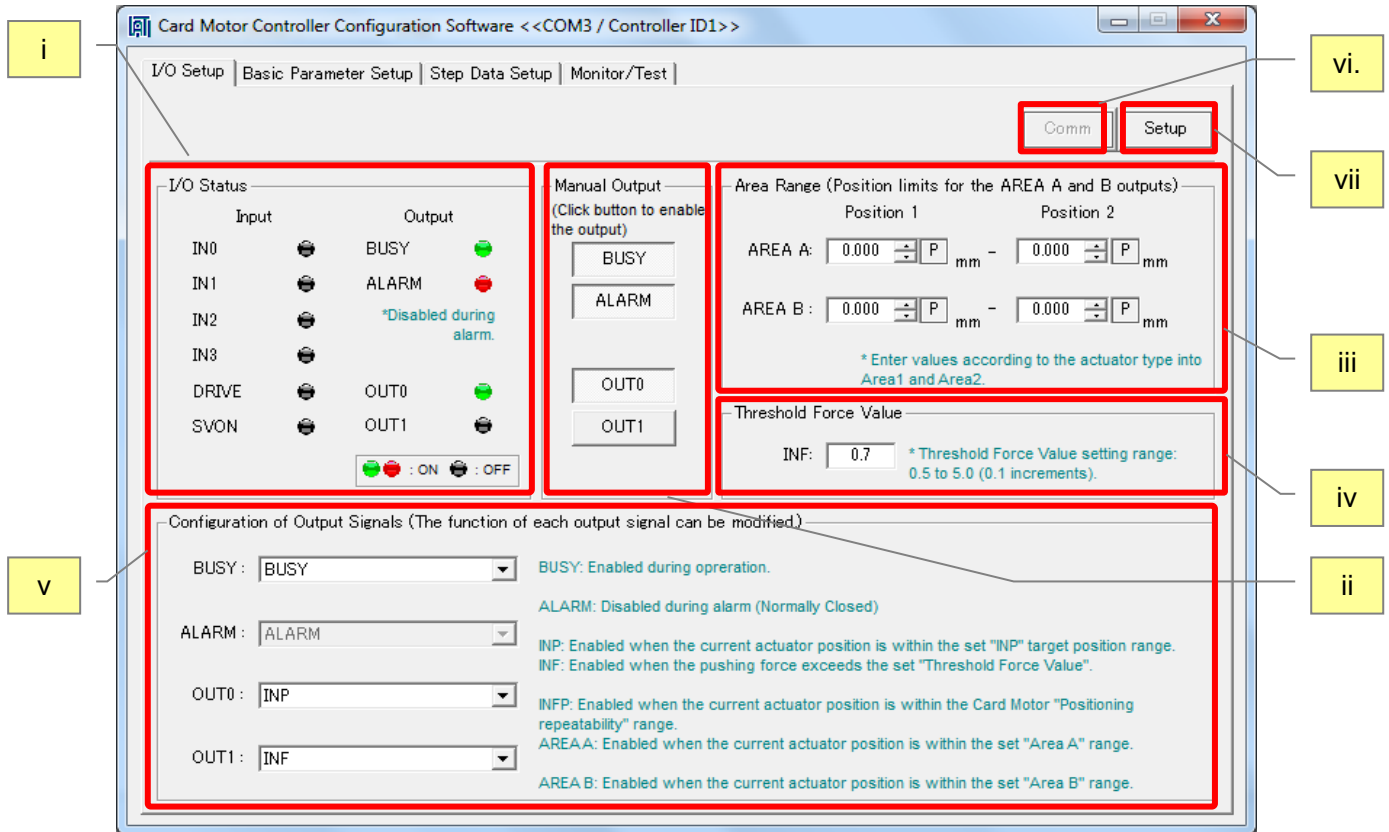 Card Motor Controller Configuration Software <<COM3 / Controller ID1>>
i
vi.
I/O Setup Basic Parameter Setup Step Data Setup Monitor/Test
Comm Setup
vii
I/O Status
Input Output
IN0 BUSY
IN1 ALARM
IN2 *Disabled during
alarm.
IN3
DRIVE OUT0
SVON OUT1
: ON : OFF
Manual Output
(Click button to enable
the output)
BUSY
ALARM
OUT0
OUT1
Area Range (Position limits for the AREA A and B outputs)
Position 1 Position 2
AREA A: 0.000 P mm - 0.000 P mm
AREA B : 0.000 P mm - 0.000 P mm
* Enter values according to the actuator type into
Area1 and Area2.
iii
Threshold Force Value
INF: 0.7 * Threshold Force Value setting range:
0.5 to 5.0 (0.1 increments).
iv
Configuration of Output Signals (The function of each output signal can be modified.)
v
ii
BUSY : BUSY
ALARM : ALARM
OUT0 : INP
OUT1 : INF
BUSY: Enabled during opreration.
ALARM: Disabled during alarm (Normally Closed)
INP: Enabled when the current actuator position is within the set "INP" target position range.
INF: Enabled when the pushing force exceeds the set "Threshold Force Value".
INFP: Enabled when the current actuator position is within the Card Motor "Positioning
repeatability" range.
AREA A: Enabled when the current actuator position is within the set "Area A" range.
AREA B: Enabled when the current actuator position is within the set "Area B" range.